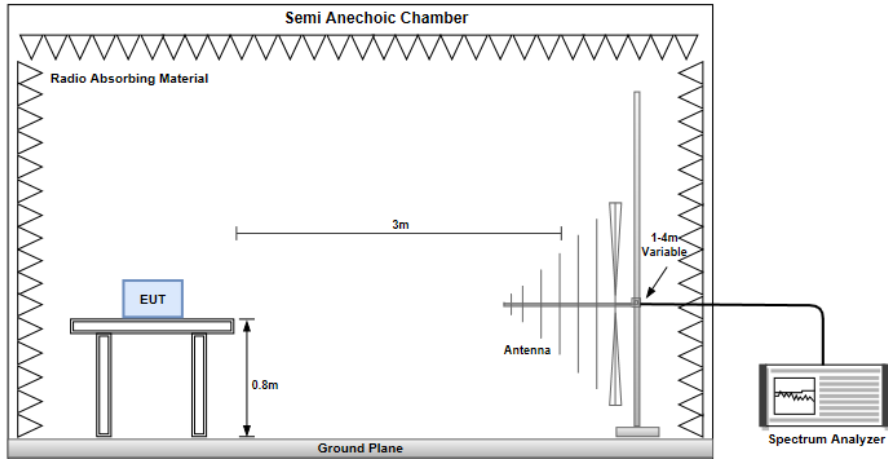 Semi Anechoic Chamber
Radio Absorbing Material
3m
1-4m
Variable
EUT
Antenna
0.8m
Ground Plane
Spectrum Analyzer